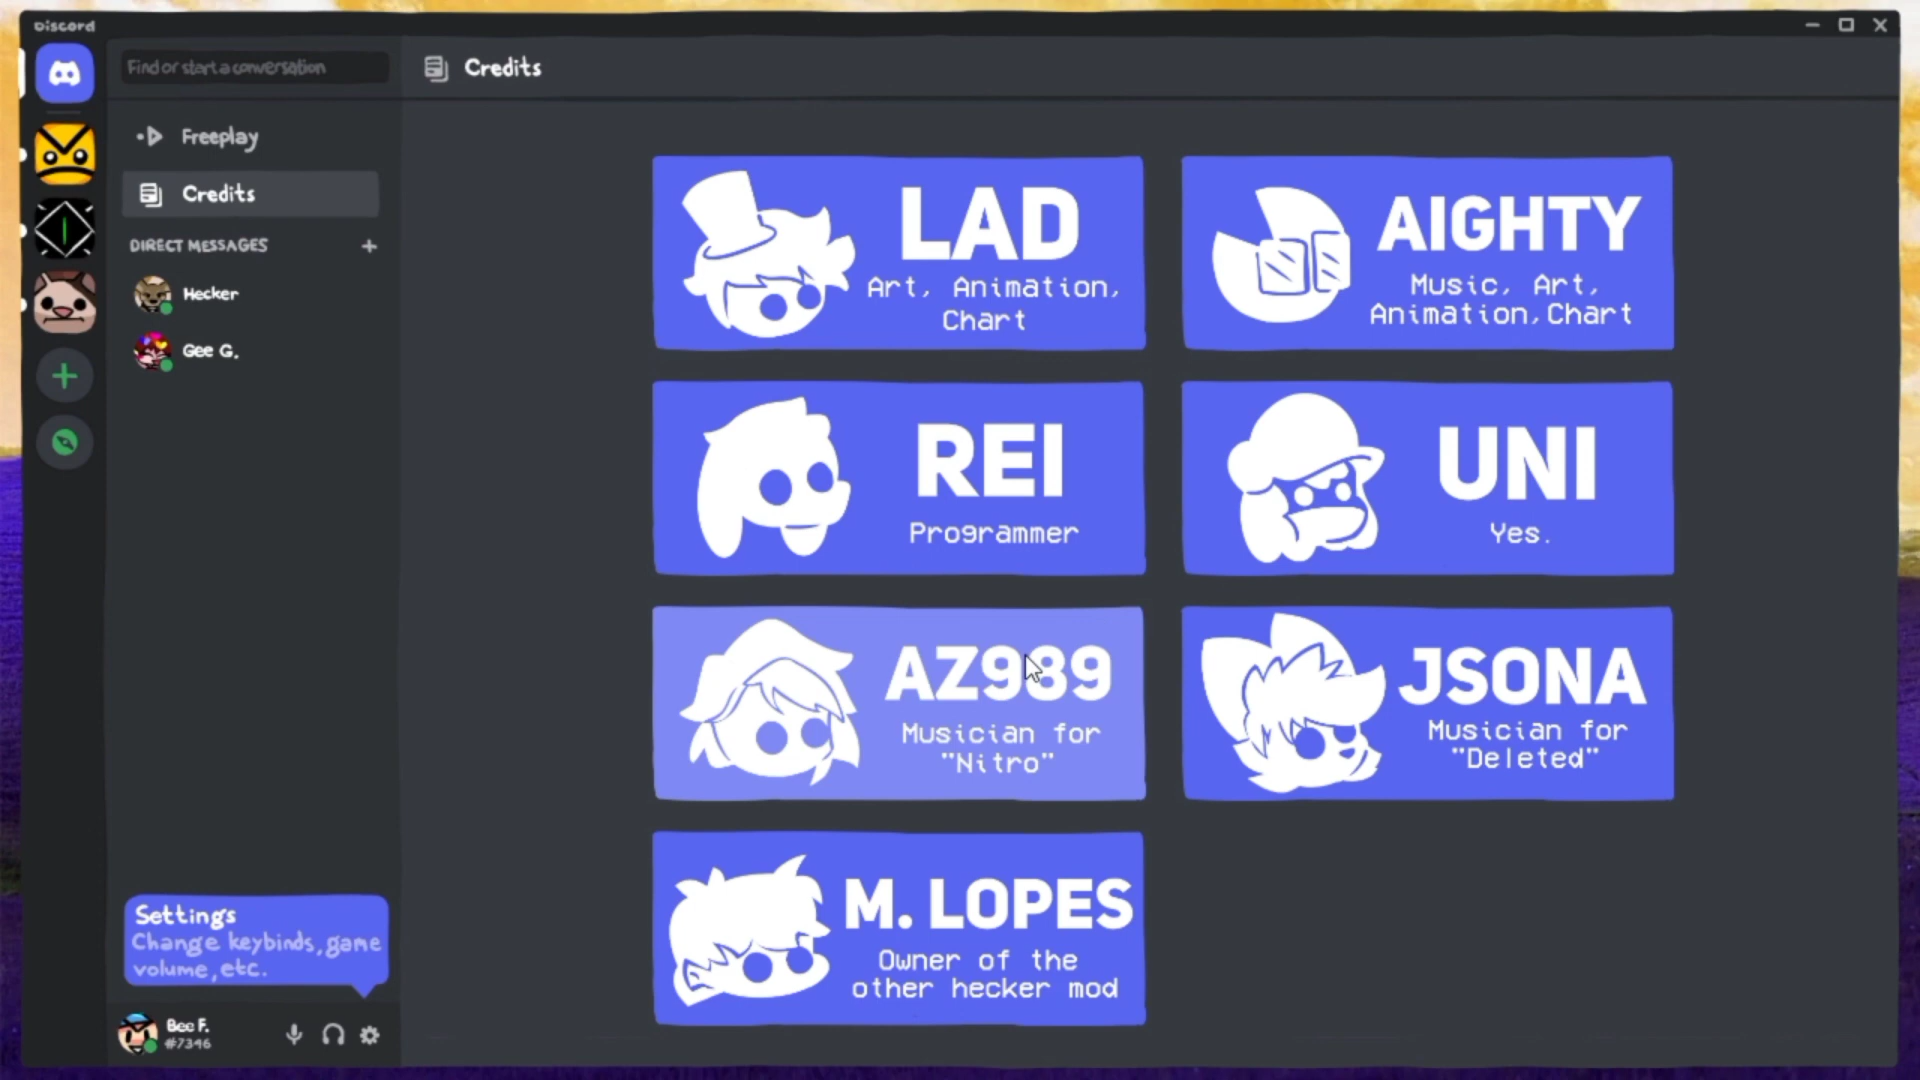 Discord
Find or start a conversation
Credits
Freeplay
Credits
DIRECT MESSAGES
Hecker
Gee G.
LAD
Art, Animation,
Chart
AIGHTY
Music, Art,
Animation,Chart
REI
Programmer
UNI
Yes.
AZ989
Musician for
"Nitro"
JSONA
Musician for
"Deleted"
M. LOPES
Owner of the
other hecker mod
Settings
Change keybinds, game
volume, etc.
Bee F.
#7346